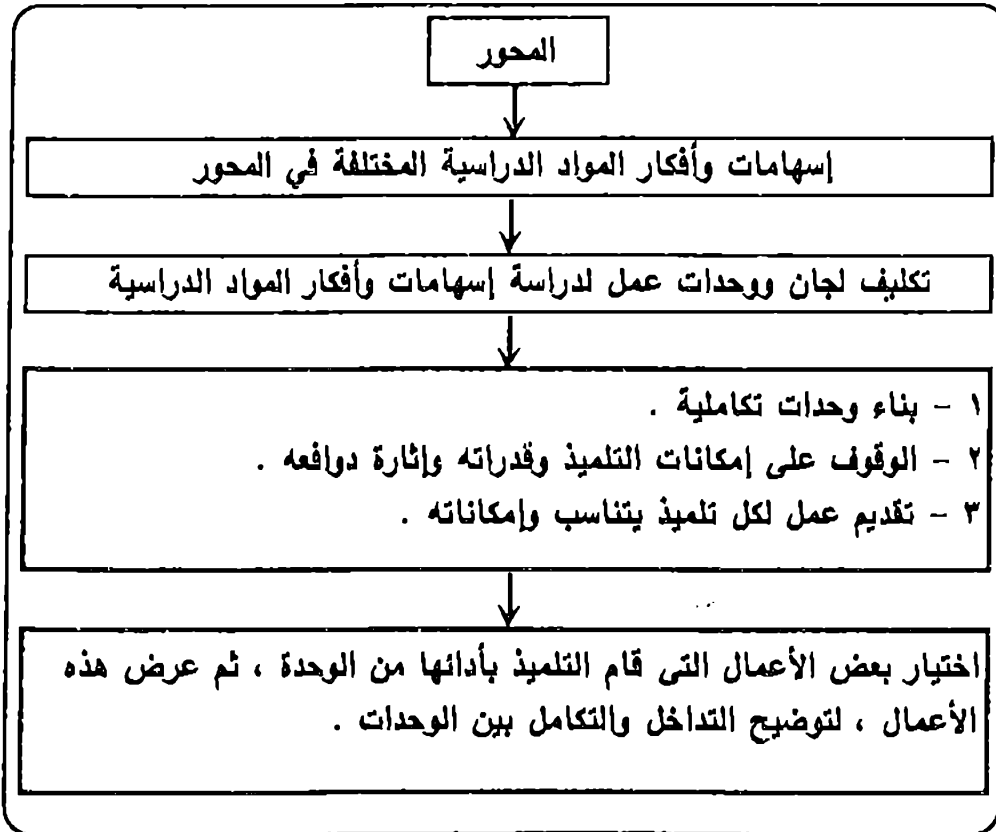 المحور
إسهامات وأفكار المواد الدراسية المختلفة في المحور
تكليف لجان ووحدات عمل لدراسة إسهامات وأفكار المواد الدراسية
١ – بناء وحدات تكاملية .
٢ – الوقوف على إمكانات التلميذ وقدراته وإثارة دوافعه .
٣ – تقديم عمل لكل تلميذ يتناسب وإمكاناته .
اختيار بعض الأعمال التى قام التلميذ بأدائها من الوحدة ، ثم عرض هذه
الأعمال ، لتوضيح التداخل والتكامل بين الوحدات .